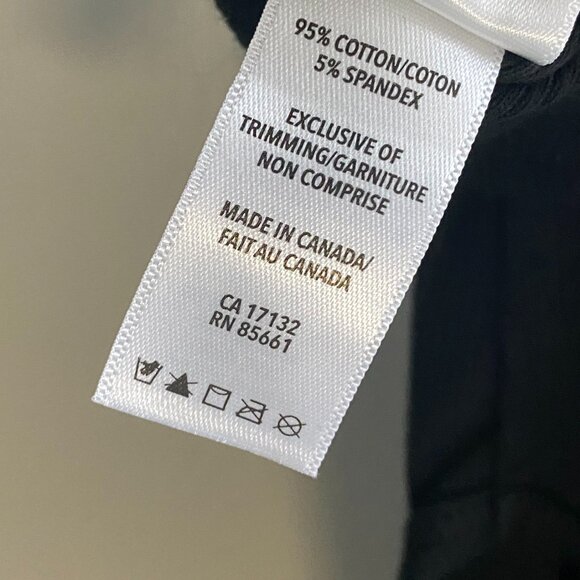 95% COTTON/COTON
5% SPANDEX
EXCLUSIVE OF
TRIMMING/GARNITURE
NON COMPRISE
MADE IN CANADA/
FAIT AU CANADA
CA 17132
RN 85661